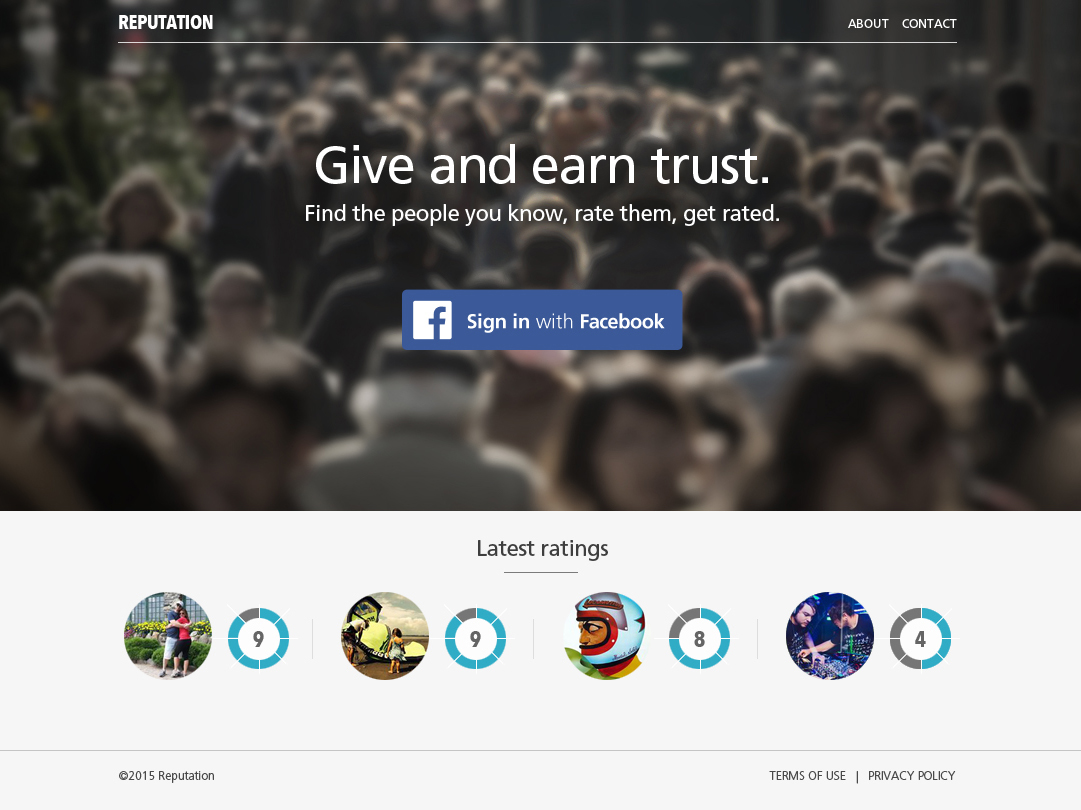 REPUTATION
ABOUT CONTACT
Give and earn trust.
Find the people you know, rate them, get rated.
Sign in with Facebook
Latest ratings
9
9
8
4
©2015 Reputation
TERMS OF USE | PRIVACY POLICY